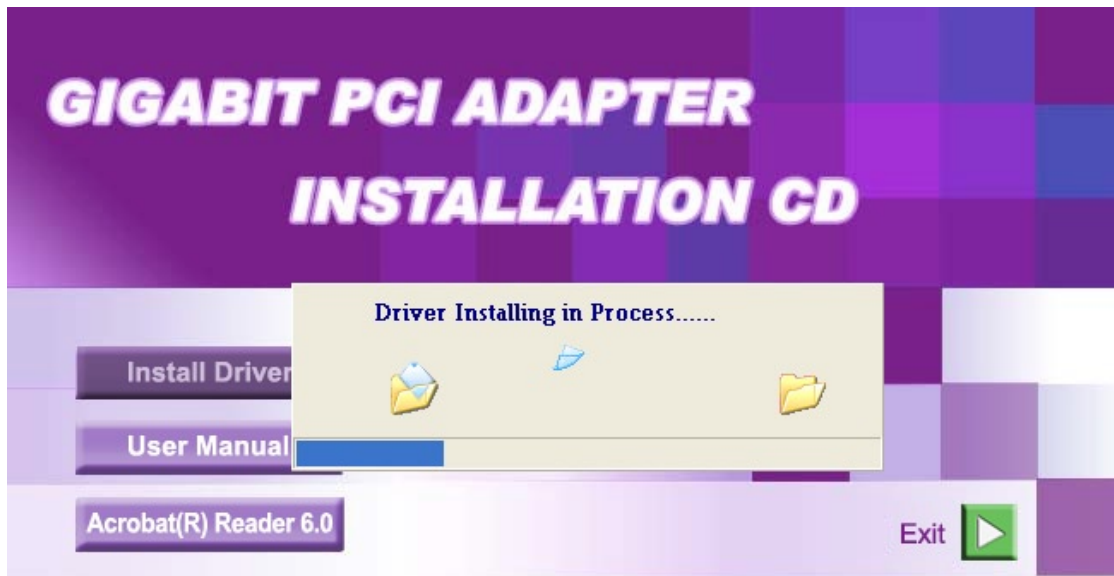 GIGABIT PCI ADAPTER
INSTALLATION CD
Driver Installing in Process......
Install Driver
User Manual
Acrobat(R) Reader 6.0
Exit